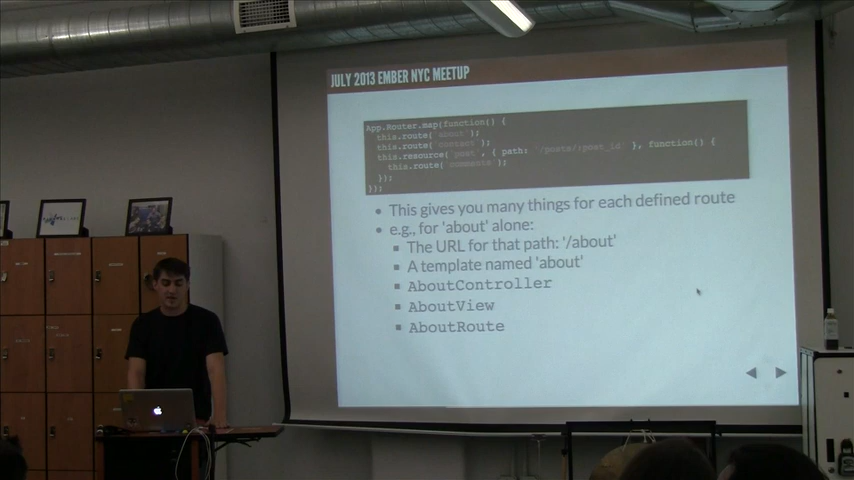 JULY 2013 EMBER NYC MEETUP
App.Router.map(function() {
this.route('about');
this.route('contact');
this.resource('post', { path: '/posts/:post_id' }, function() {
this.route('comments');
});
});
This gives you many things for each defined route
e.g., for 'about' alone:
The URL for that path: '/about'
A template named 'about'
AboutController
AboutView
AboutRoute